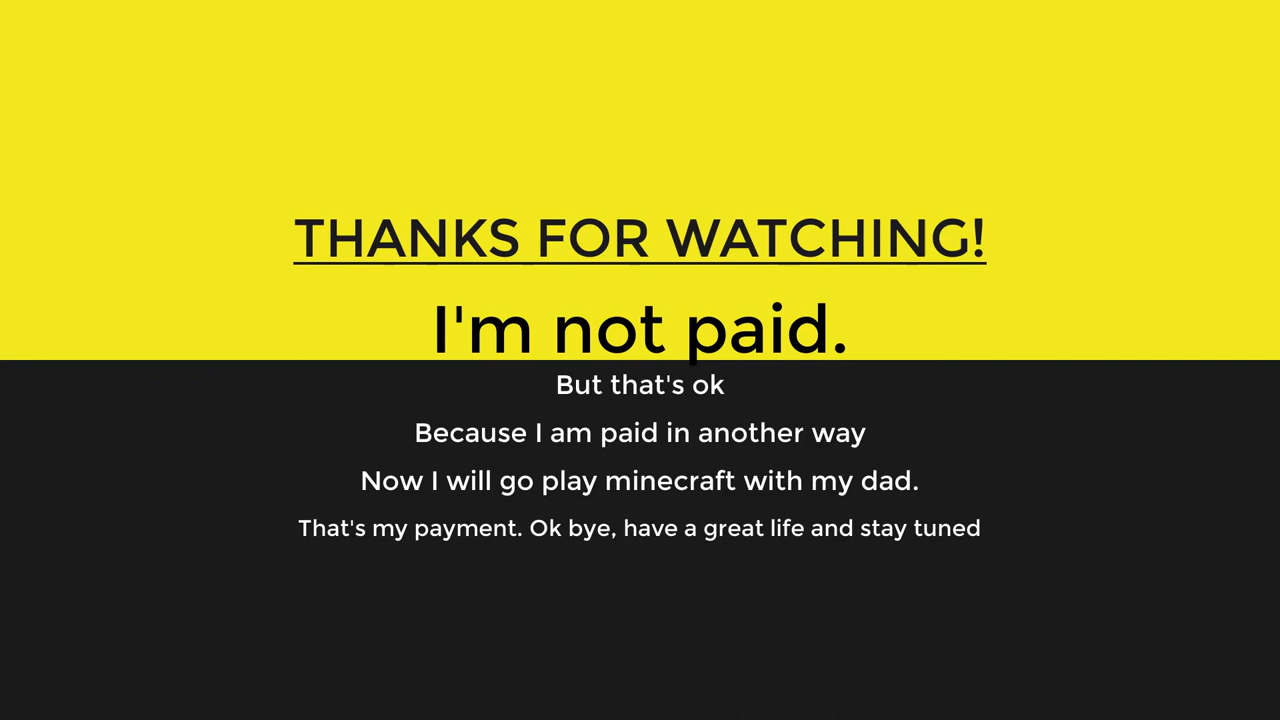 THANKS FOR WATCHING!
I'm not paid.
But that's ok
Because I am paid in another way
Now I will go play minecraft with my dad.
That's my payment. Ok bye, have a great life and stay tuned